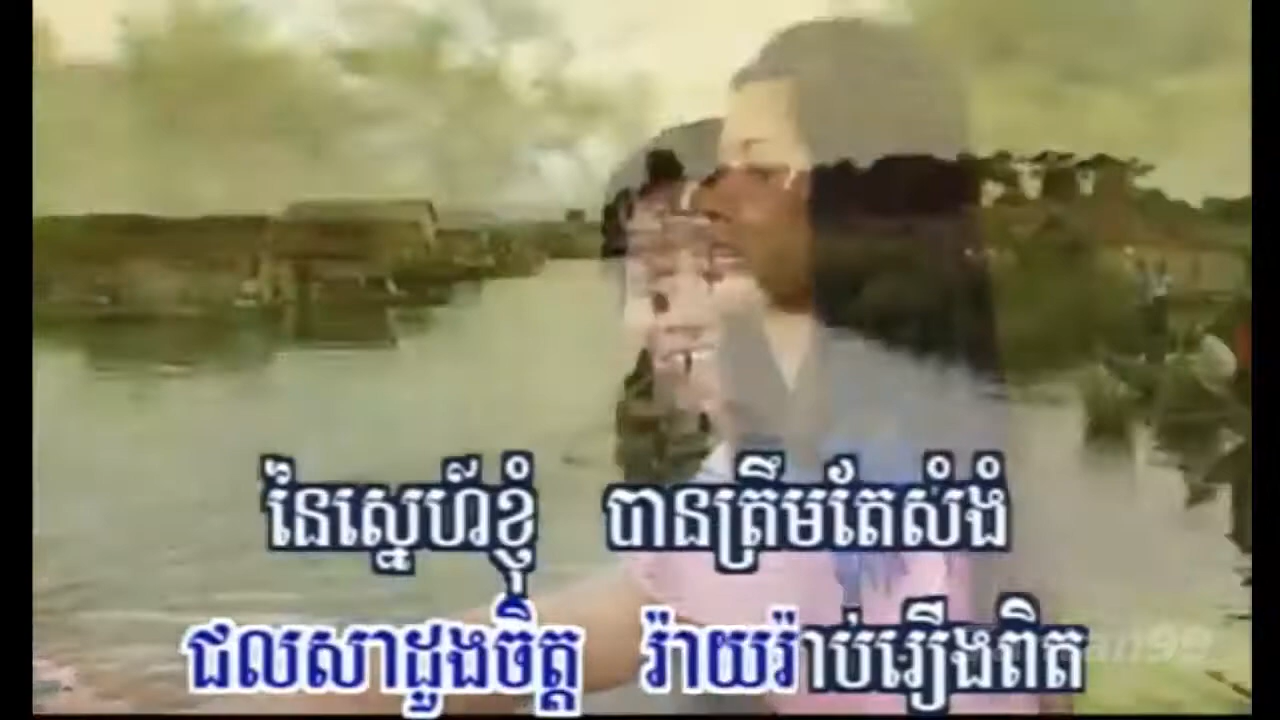 នៃស្នេហ៍ខ្ញុំ បានត្រឹមតែសំងំ
ជលសាដួងចិត្ត រ៉ាយរ៉ាប់រឿងពិត